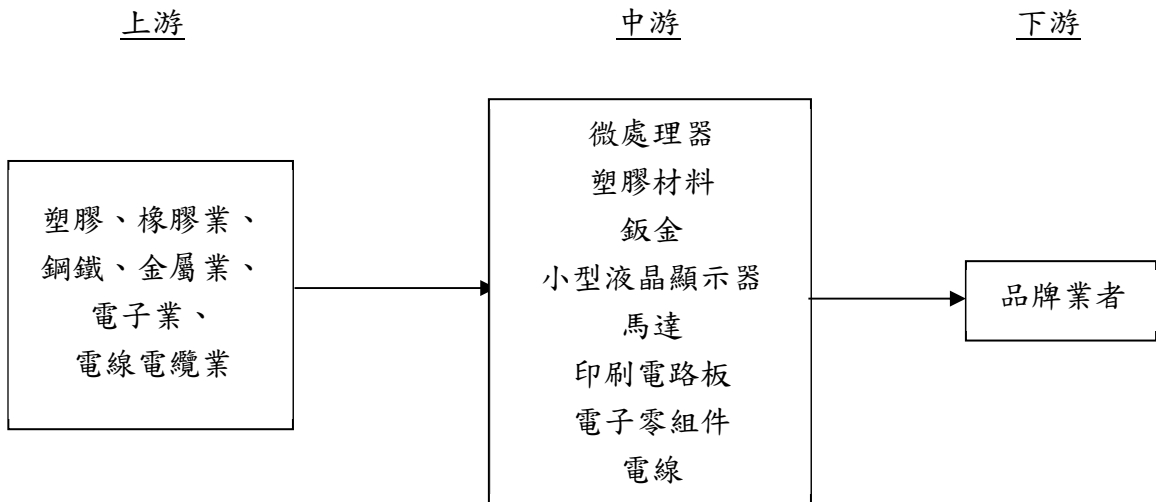 上游
中游
下游
塑膠、橡膠業、
鋼鐵、金屬業、
電子業、
電線電纜業
微處理器
塑膠材料
鈑金
小型液晶顯示器
馬達
印刷電路板
電子零組件
電線
品牌業者